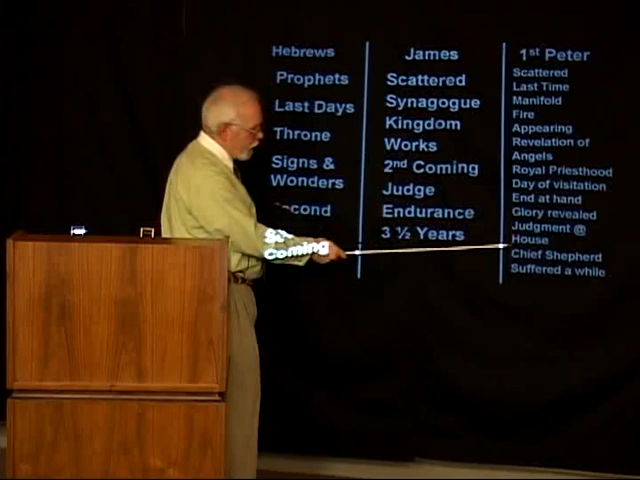 Hebrews
Prophets
Last Days
Throne
Signs &
Wonders
Second
Coming
James
Scattered
Synagogue
Kingdom
Works
2nd Coming
Judge
Endurance
3 ½ Years
1st Peter
Scattered
Last Time
Manifold
Fire
Appearing
Revelation of
Angels
Royal Priesthood
Day of visitation
End at hand
Glory revealed
Judgment @
House
Chief Shepherd
Suffered a while